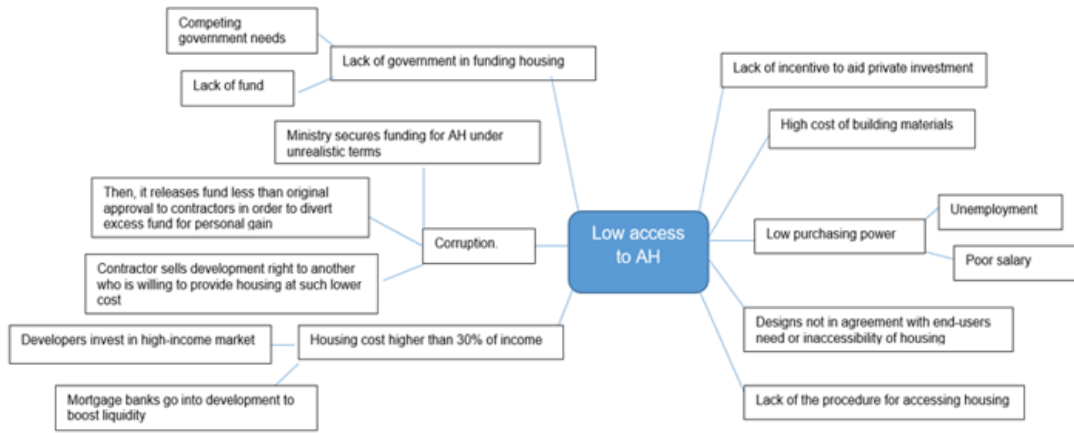 Competing
government needs
Lack of government in funding housing
Lack of fund
Ministry secures funding for AH under
unrealistic terms
Then, it releases fund less than original
approval to contractors in order to divert
excess fund for personal gain
Corruption.
Contractor sells development right to another
who is willing to provide housing at such lower
cost
Developers invest in high-income market
Housing cost higher than 30% of income
Mortgage banks go into development to
boost liquidity
Low access
to AH
Lack of incentive to aid private investment
High cost of building materials
Low purchasing power
Unemployment
Poor salary
Designs not in agreement with end-users
need or inaccessibility of housing
Lack of the procedure for accessing housing